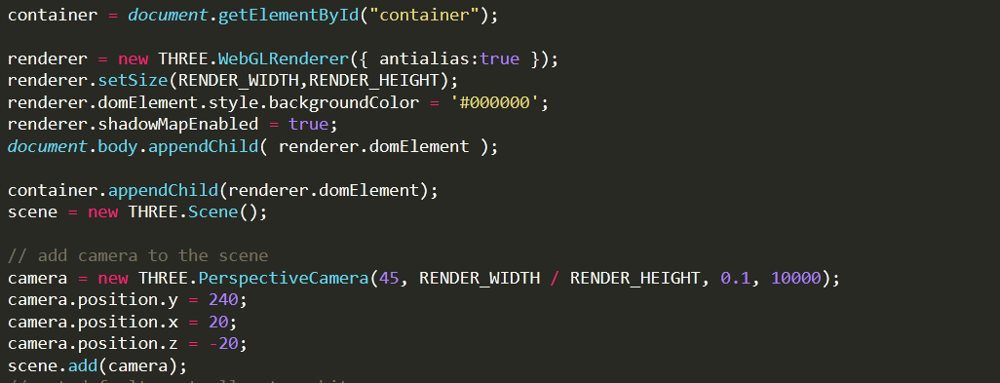 container = document.getElementById("container");
renderer = new THREE.WebGLRenderer({ antialias:true });
renderer.setSize(RENDER_WIDTH,RENDER_HEIGHT);
renderer.domElement.style.backgroundColor = '#000000';
renderer.shadowMapEnabled = true;
document.body.appendChild( renderer.domElement );
container.appendChild(renderer.domElement);
scene = new THREE.Scene();
// add camera to the scene
camera = new THREE.PerspectiveCamera(45, RENDER_WIDTH / RENDER_HEIGHT, 0.1, 10000);
camera.position.y = 240;
camera.position.x = 20;
camera.position.z = -20;
scene.add(camera);